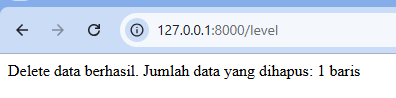 127.0.0.1:8000/level
Delete data berhasil. Jumlah data yang dihapus: 1 baris